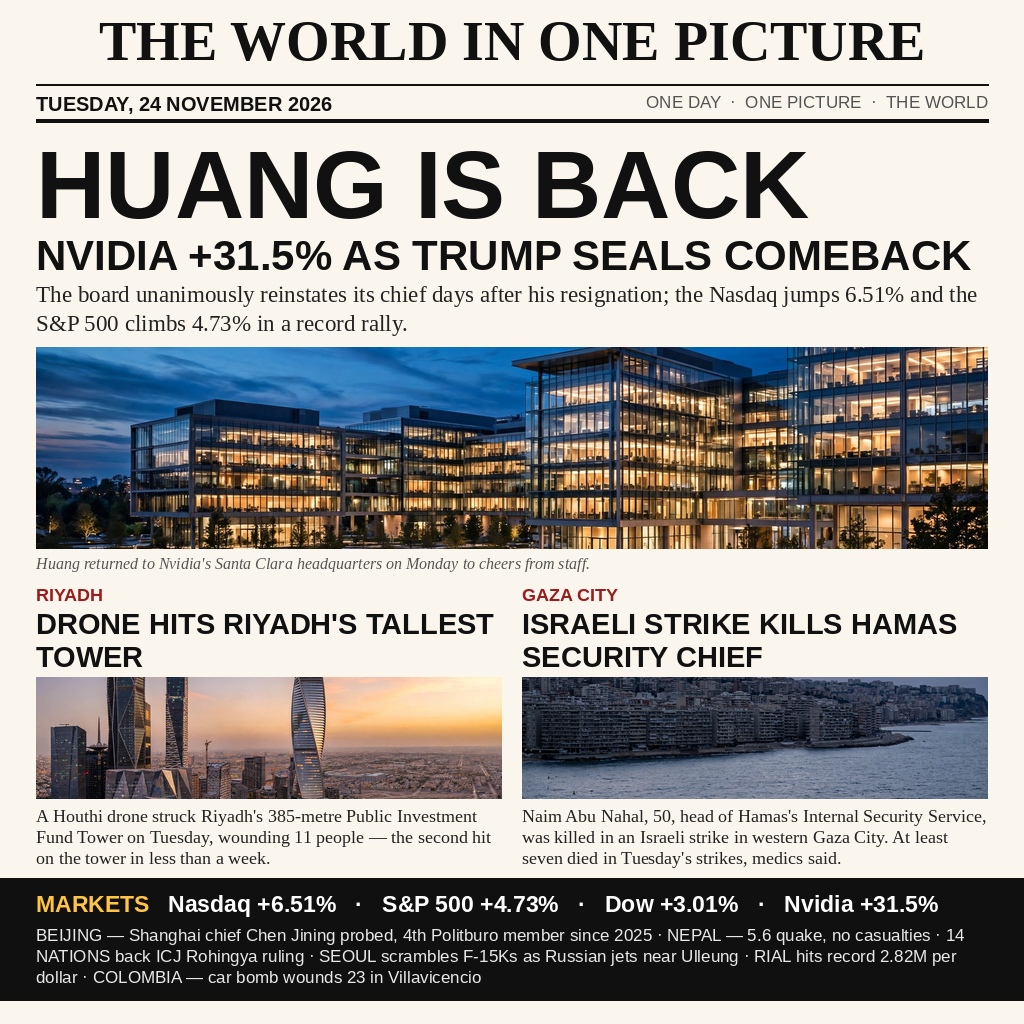 THE WORLD IN ONE PICTURE
TUESDAY, 24 NOVEMBER 2026
ONE DAY · ONE PICTURE · THE WORLD
HUANG IS BACK
NVIDIA +31.5% AS TRUMP SEALS COMEBACK
The board unanimously reinstates its chief days after his resignation; the Nasdaq jumps 6.51% and the
S&P 500 climbs 4.73% in a record rally.
Huang returned to Nvidia's Santa Clara headquarters on Monday to cheers from staff.
RIYADH
DRONE HITS RIYADH'S TALLEST
TOWER
A Houthi drone struck Riyadh's 385-metre Public Investment
Fund Tower on Tuesday, wounding 11 people — the second hit
on the tower in less than a week.
GAZA CITY
ISRAELI STRIKE KILLS HAMAS
SECURITY CHIEF
Naim Abu Nahal, 50, head of Hamas's Internal Security Service,
was killed in an Israeli strike in western Gaza City. At least
seven died in Tuesday's strikes, medics said.
MARKETS Nasdaq +6.51% · S&P 500 +4.73% · Dow +3.01% · Nvidia +31.5%
BEIJING — Shanghai chief Chen Jining probed, 4th Politburo member since 2025 · NEPAL — 5.6 quake, no casualties · 14
NATIONS back ICJ Rohingya ruling · SEOUL scrambles F-15Ks as Russian jets near Ulleung · RIAL hits record 2.82M per
dollar · COLOMBIA — car bomb wounds 23 in Villavicencio